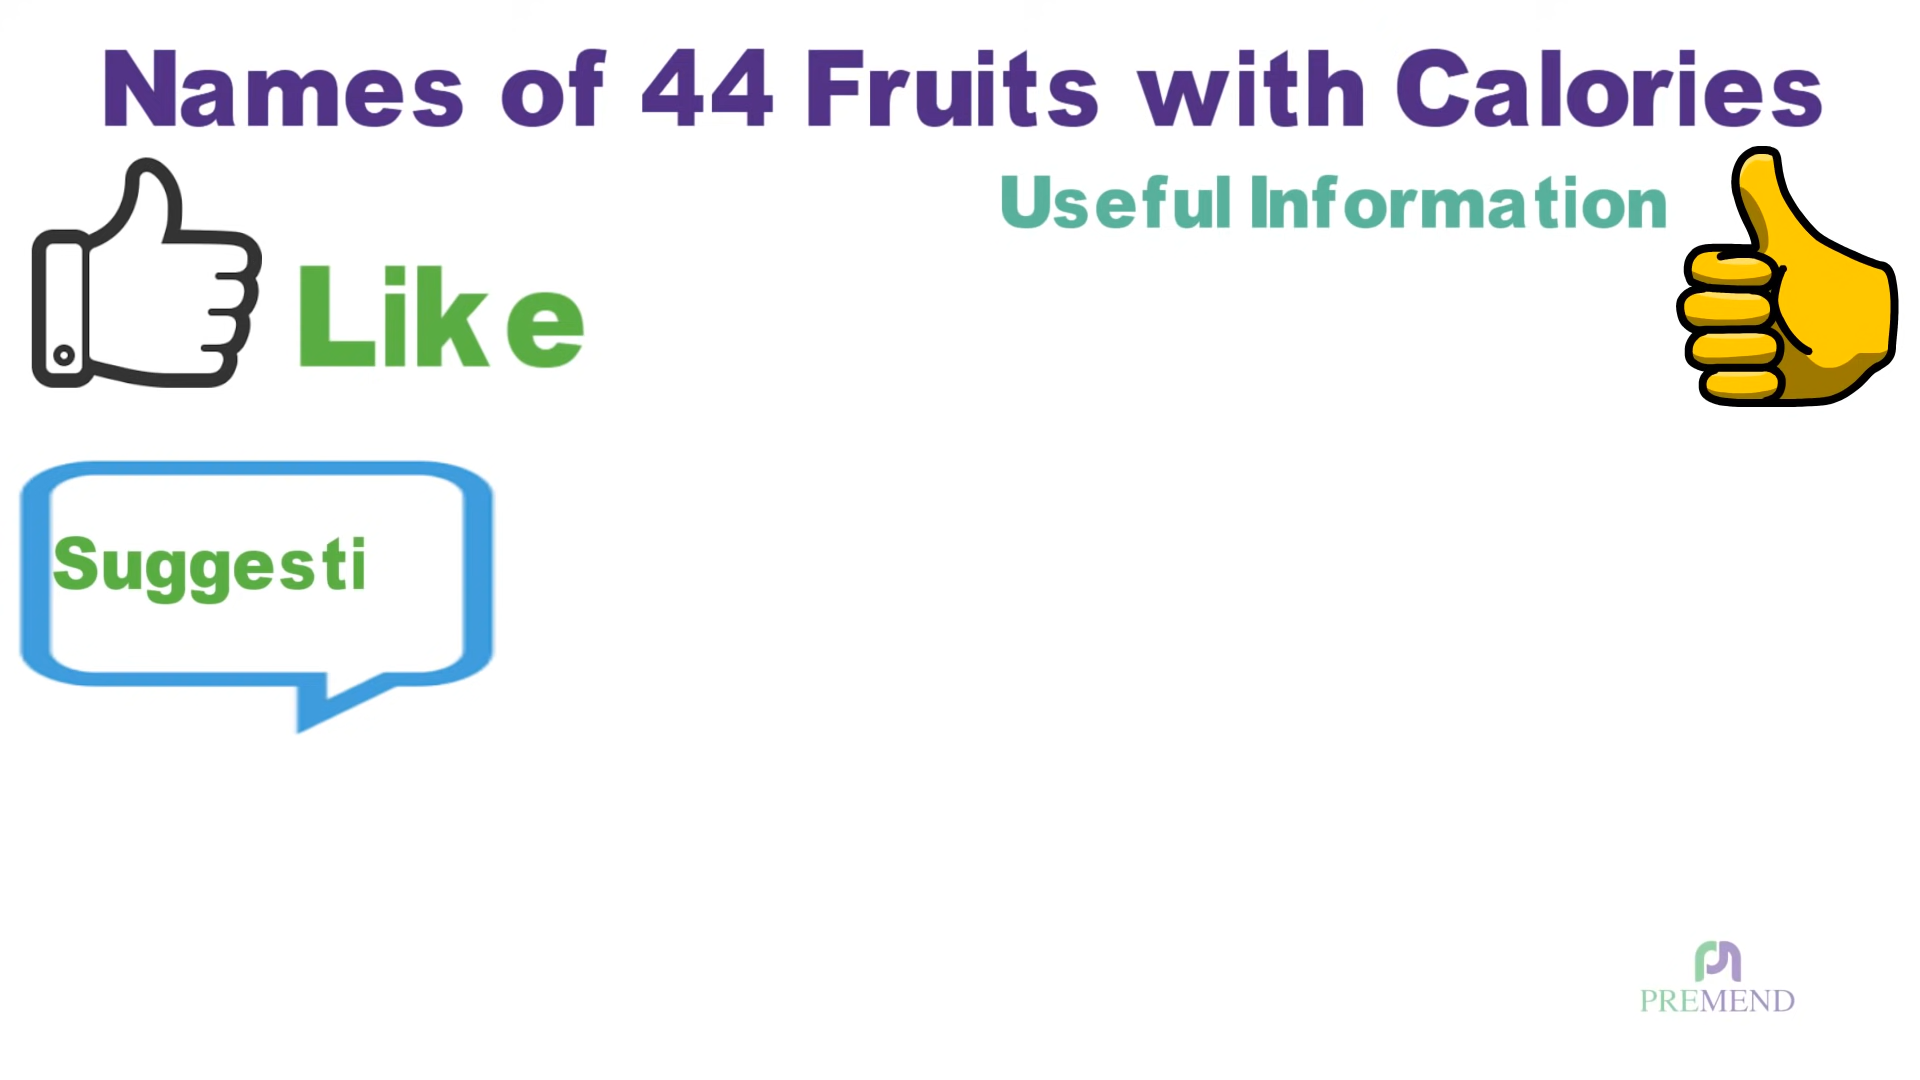 Names of 44 Fruits with Calories
Useful Information
Like
Suggesti
PREMEND